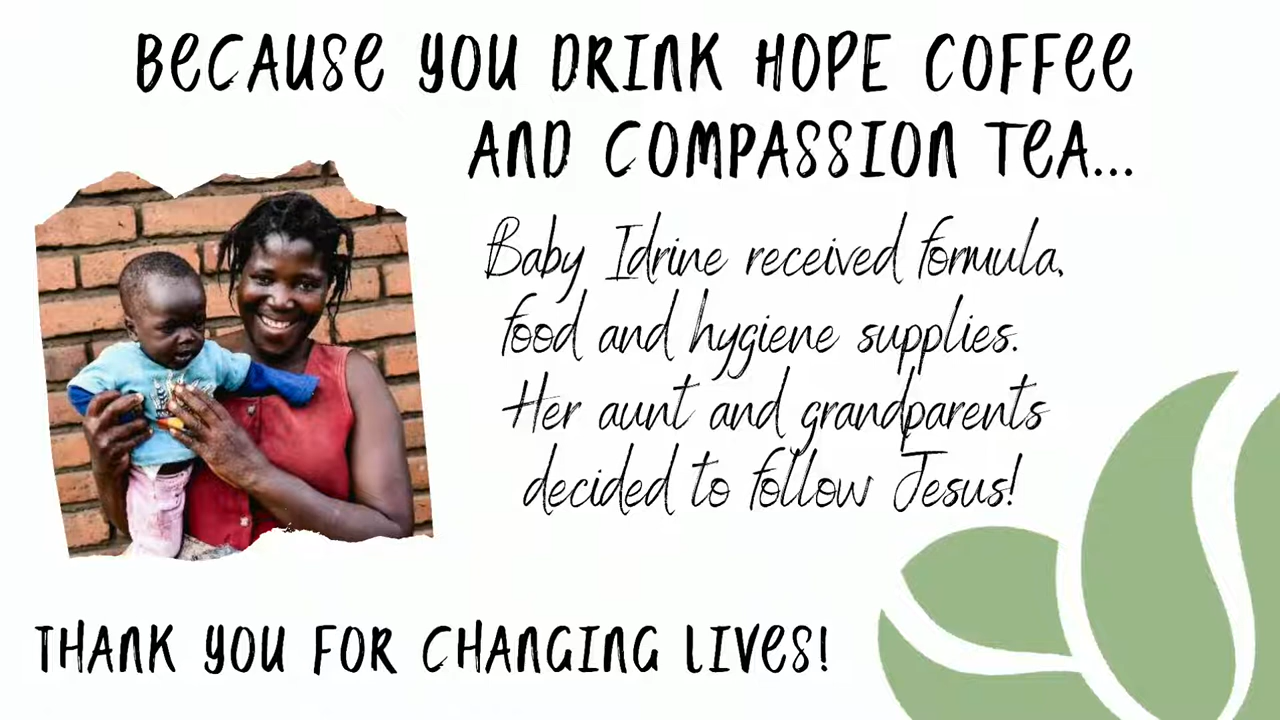 BECAUSE YOU DRINK HOPE COFFEE
AND COMPASSION TEA...
Baby Idrine received formula,
food and hygiene supplies.
Her aunt and grandparents
decided to follow Jesus!
THANK YOU FOR CHANGING LIVES!